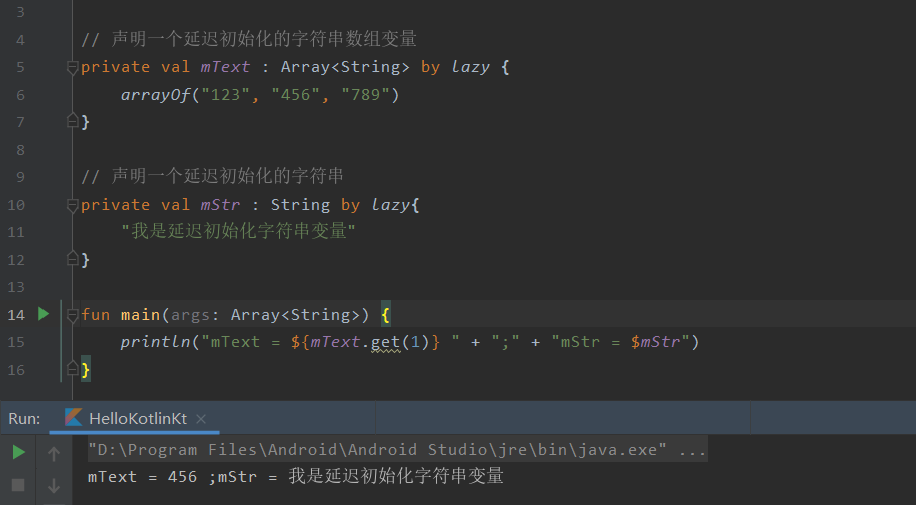 3
4 // 声明一个延迟初始化的字符串数组变量
5 private val mText : Array<String> by lazy {
6 arrayOf("123", "456", "789")
7 }
8
9 // 声明一个延迟初始化的字符串
10 private val mStr : String by lazy{
11 "我是延迟初始化字符串变量"
12 }
13
14 fun main(args: Array<String>) {
15 println("mText = ${mText.get(1)} " + ";" + "mStr = $mStr")
16 }
Run: HelloKotlinKt ×
"D:\Program Files\Android\Android Studio\jre\bin\java.exe" ...
mText = 456 ;mStr = 我是延迟初始化字符串变量